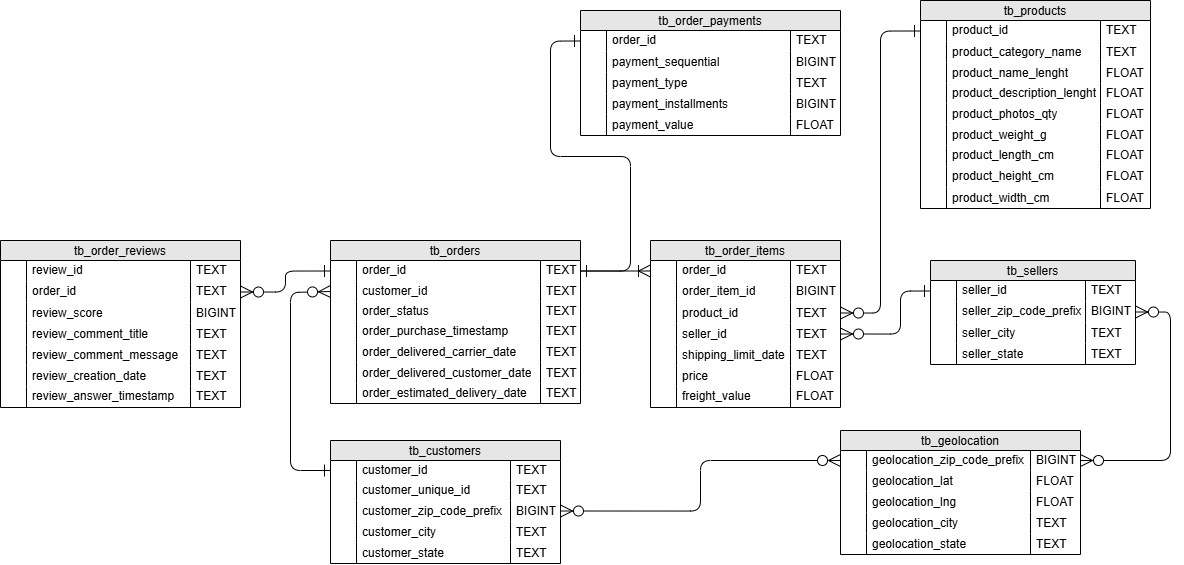 tb_order_payments
order_id TEXT
payment_sequential BIGINT
payment_type TEXT
payment_installments BIGINT
payment_value FLOAT
tb_products
product_id TEXT
product_category_name TEXT
product_name_lenght FLOAT
product_description_lenght FLOAT
product_photos_qty FLOAT
product_weight_g FLOAT
product_length_cm FLOAT
product_height_cm FLOAT
product_width_cm FLOAT
tb_order_reviews
review_id TEXT
order_id TEXT
review_score BIGINT
review_comment_title TEXT
review_comment_message TEXT
review_creation_date TEXT
review_answer_timestamp TEXT
tb_orders
order_id TEXT
customer_id TEXT
order_status TEXT
order_purchase_timestamp TEXT
order_delivered_carrier_date TEXT
order_delivered_customer_date TEXT
order_estimated_delivery_date TEXT
tb_order_items
order_id TEXT
order_item_id BIGINT
product_id TEXT
seller_id TEXT
shipping_limit_date TEXT
price FLOAT
freight_value FLOAT
tb_sellers
seller_id TEXT
seller_zip_code_prefix BIGINT
seller_city TEXT
seller_state TEXT
tb_customers
customer_id TEXT
customer_unique_id TEXT
customer_zip_code_prefix BIGINT
customer_city TEXT
customer_state TEXT
tb_geolocation
geolocation_zip_code_prefix BIGINT
geolocation_lat FLOAT
geolocation_lng FLOAT
geolocation_city TEXT
geolocation_state TEXT